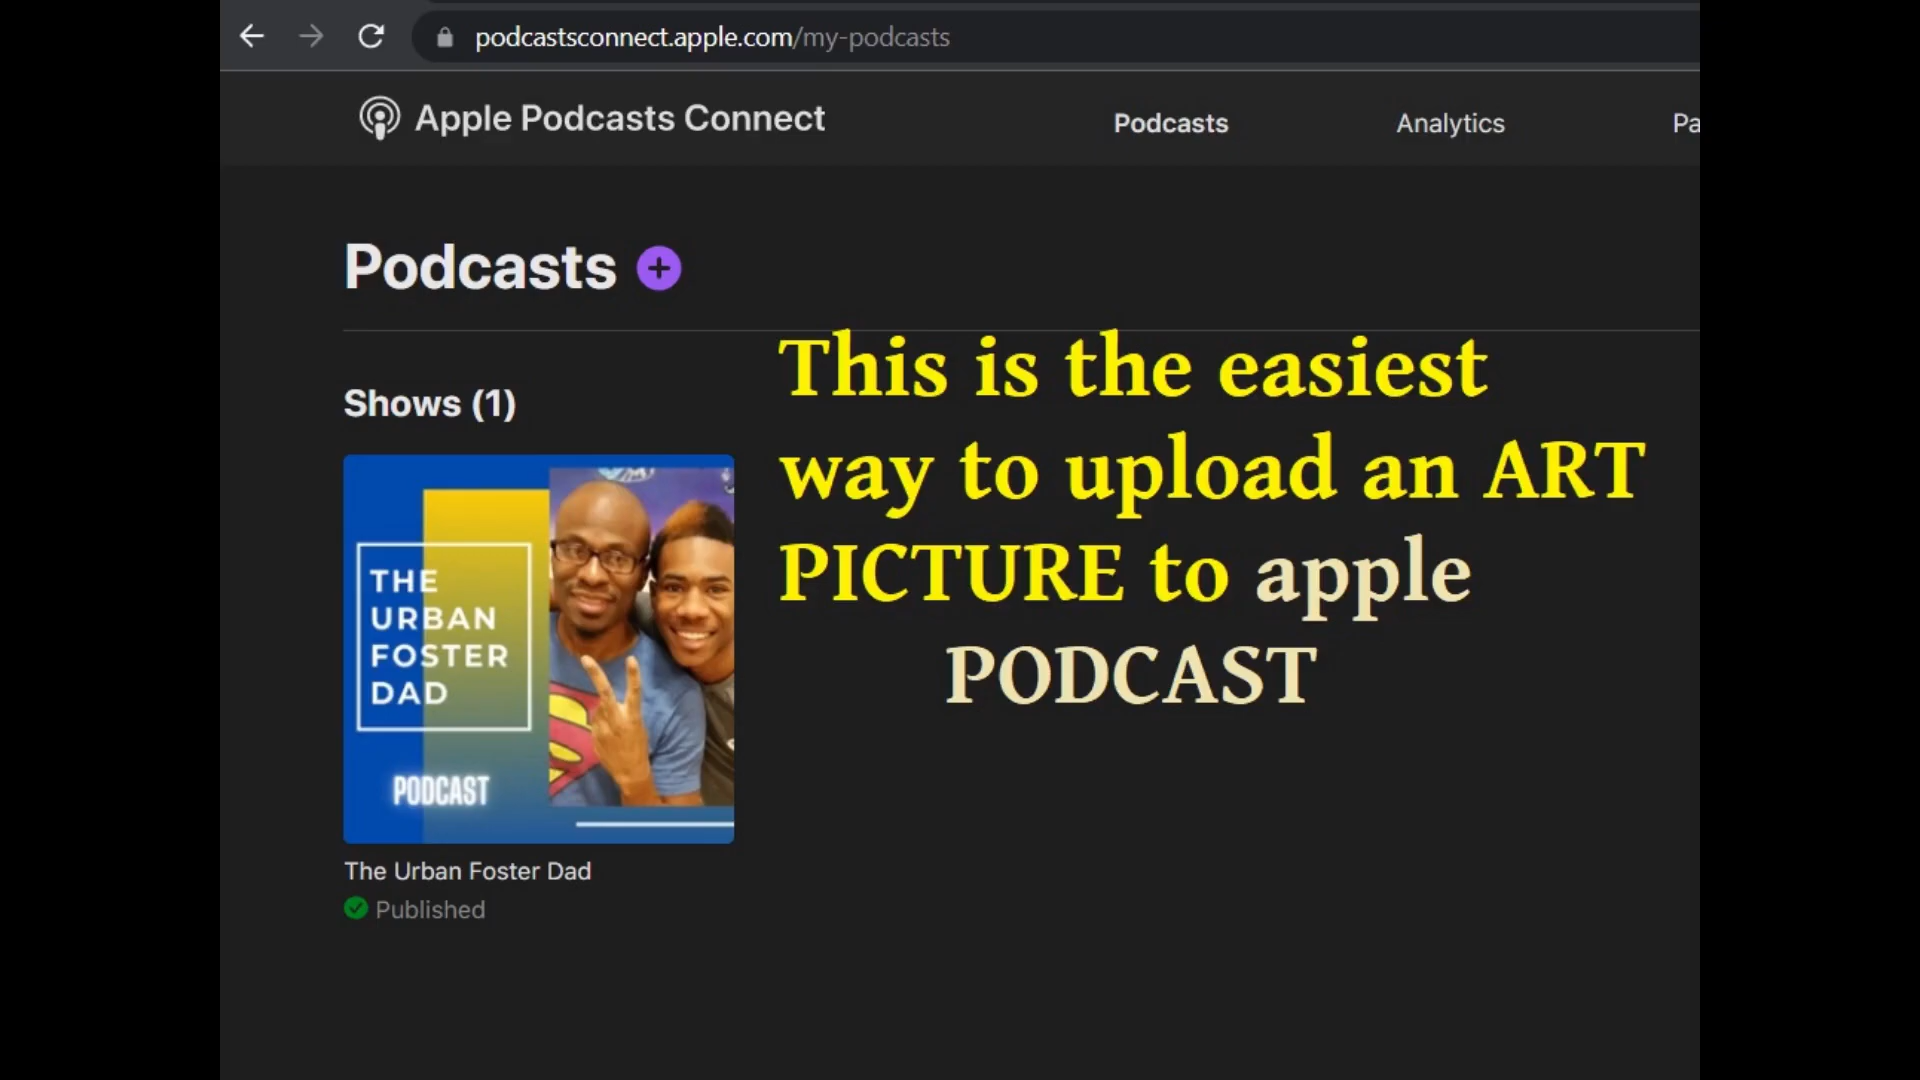 podcastsconnect.apple.com/my-podcasts
Apple Podcasts Connect
Podcasts
Analytics
Pa
Podcasts +
Shows (1)
This is the easiest
way to upload an ART
PICTURE to apple
PODCAST
THE
URBAN
FOSTER
DAD
PODCAST
The Urban Foster Dad
Published